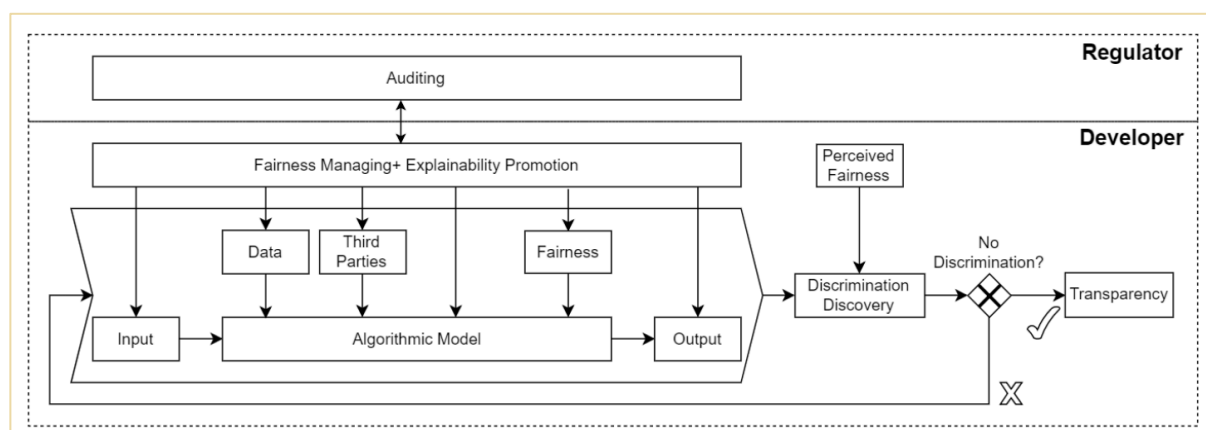 Regulator
Auditing
Developer
Fairness Managing+ Explainability Promotion
Perceived
Fairness
Data
Third
Parties
Fairness
No
Discrimination?
Input
Algorithmic Model
Output
Discrimination
Discovery
Transparency
X